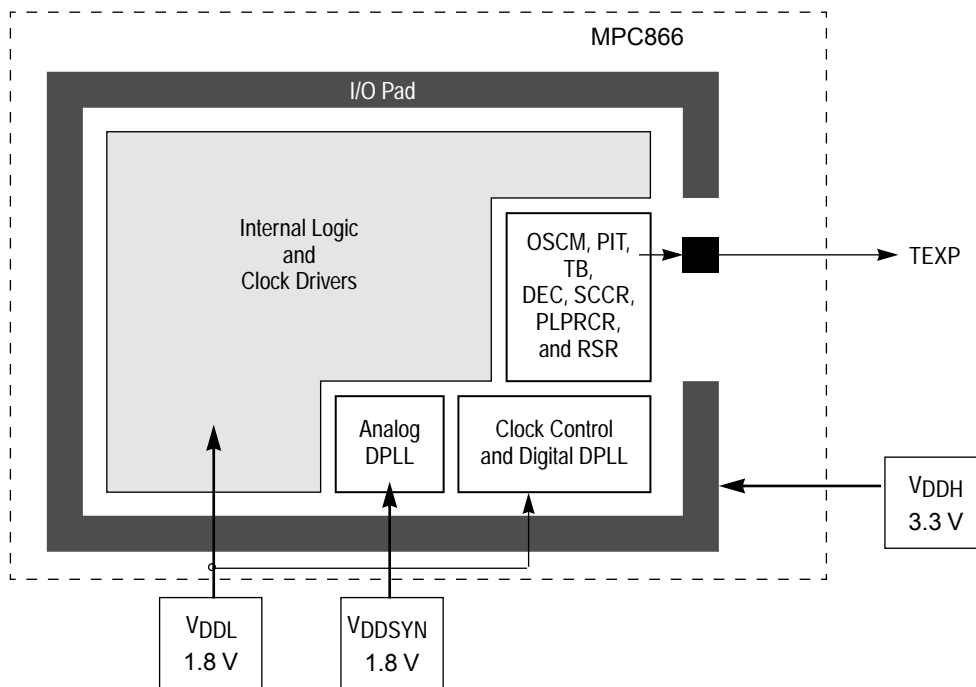 MPC866
I/O Pad
Internal Logic
and
Clock Drivers
OSCM, PIT,
TB,
DEC, SCCR,
PLPRCR,
and RSR
TEXP
Analog
DPLL
Clock Control
and Digital DPLL
VDDH
3.3 V
VDDL
1.8 V
VDDSYN
1.8 V